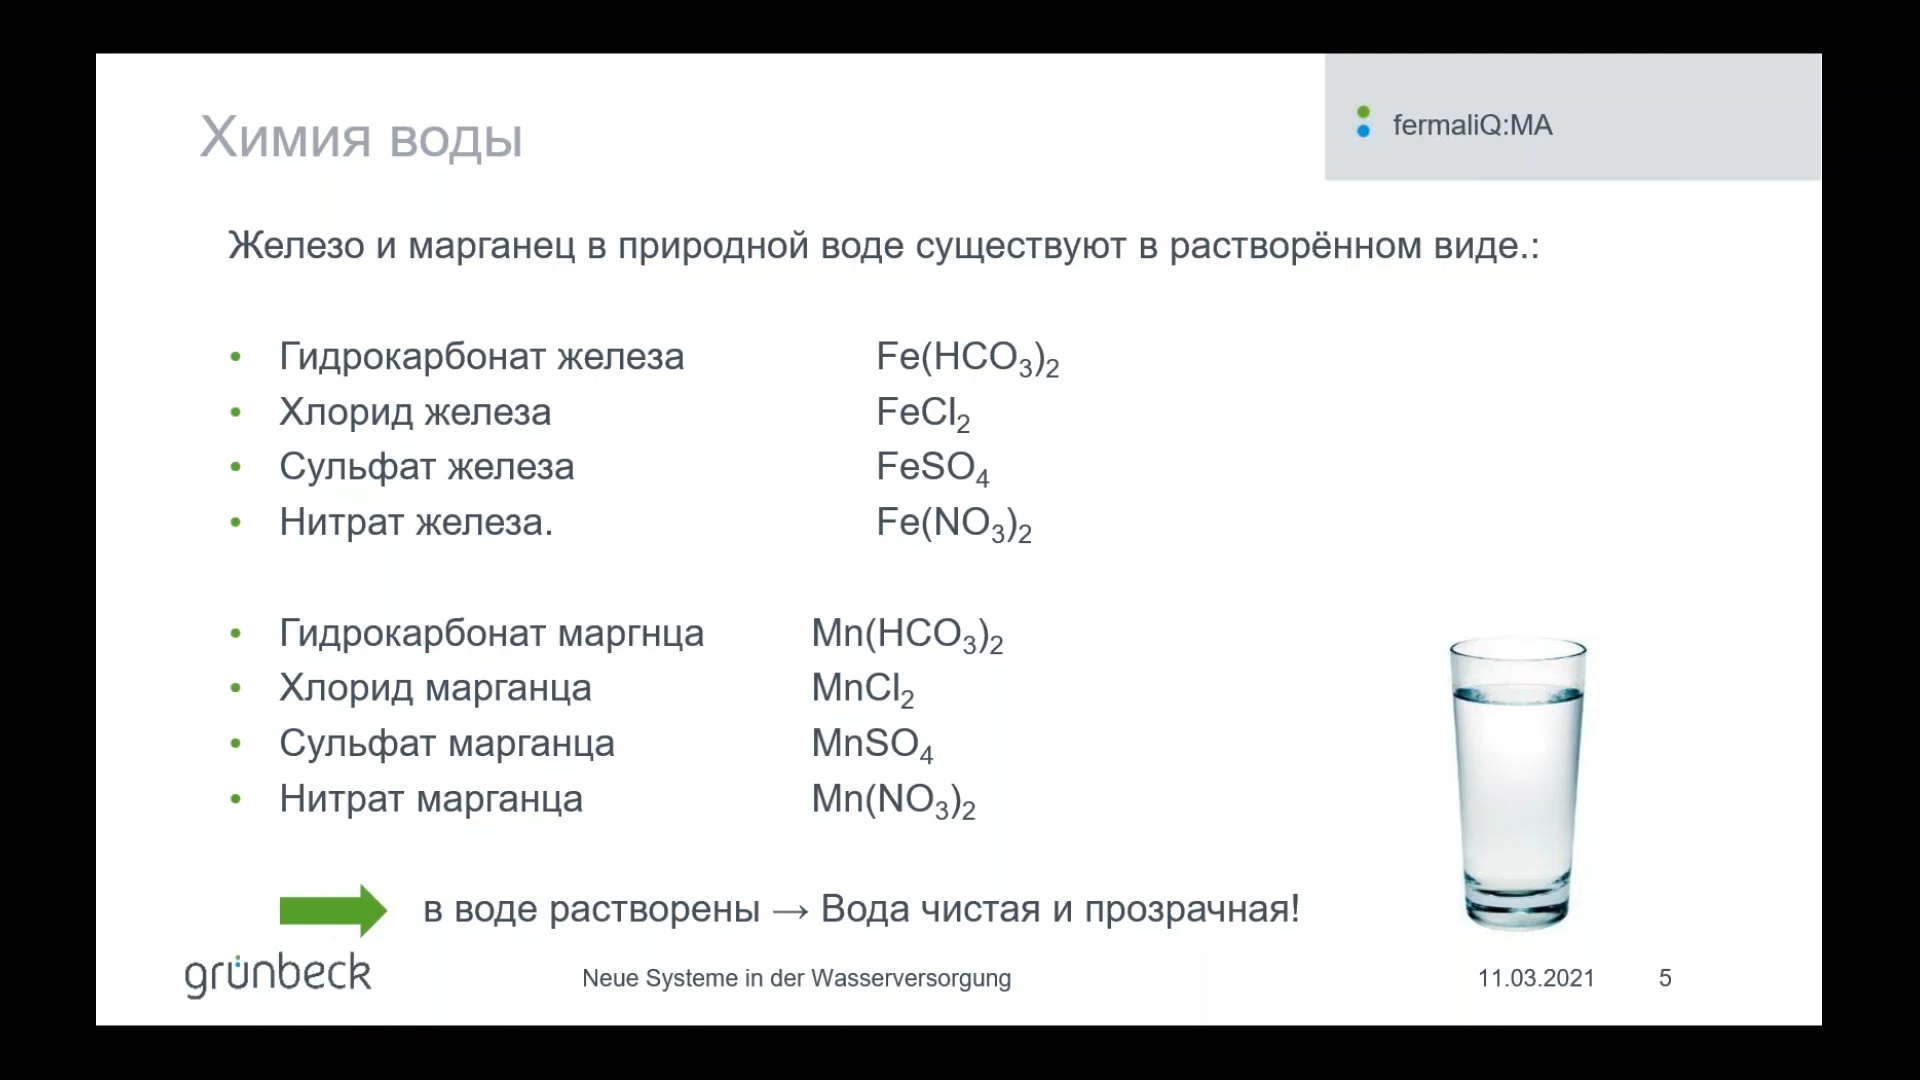 Химия воды
fermaliQ:MA
Железо и марганец в природной воде существуют в растворённом виде.:
• Гидрокарбонат железа Fe(HCO₃)₂
• Хлорид железа FeCl₂
• Сульфат железа FeSO₄
• Нитрат железа. Fe(NO₃)₂
• Гидрокарбонат маргнца Mn(HCO₃)₂
• Хлорид марганца MnCl₂
• Сульфат марганца MnSO₄
• Нитрат марганца Mn(NO₃)₂
в воде растворены → Вода чистая и прозрачная!
grünbeck
Neue Systeme in der Wasserversorgung
11.03.2021
5